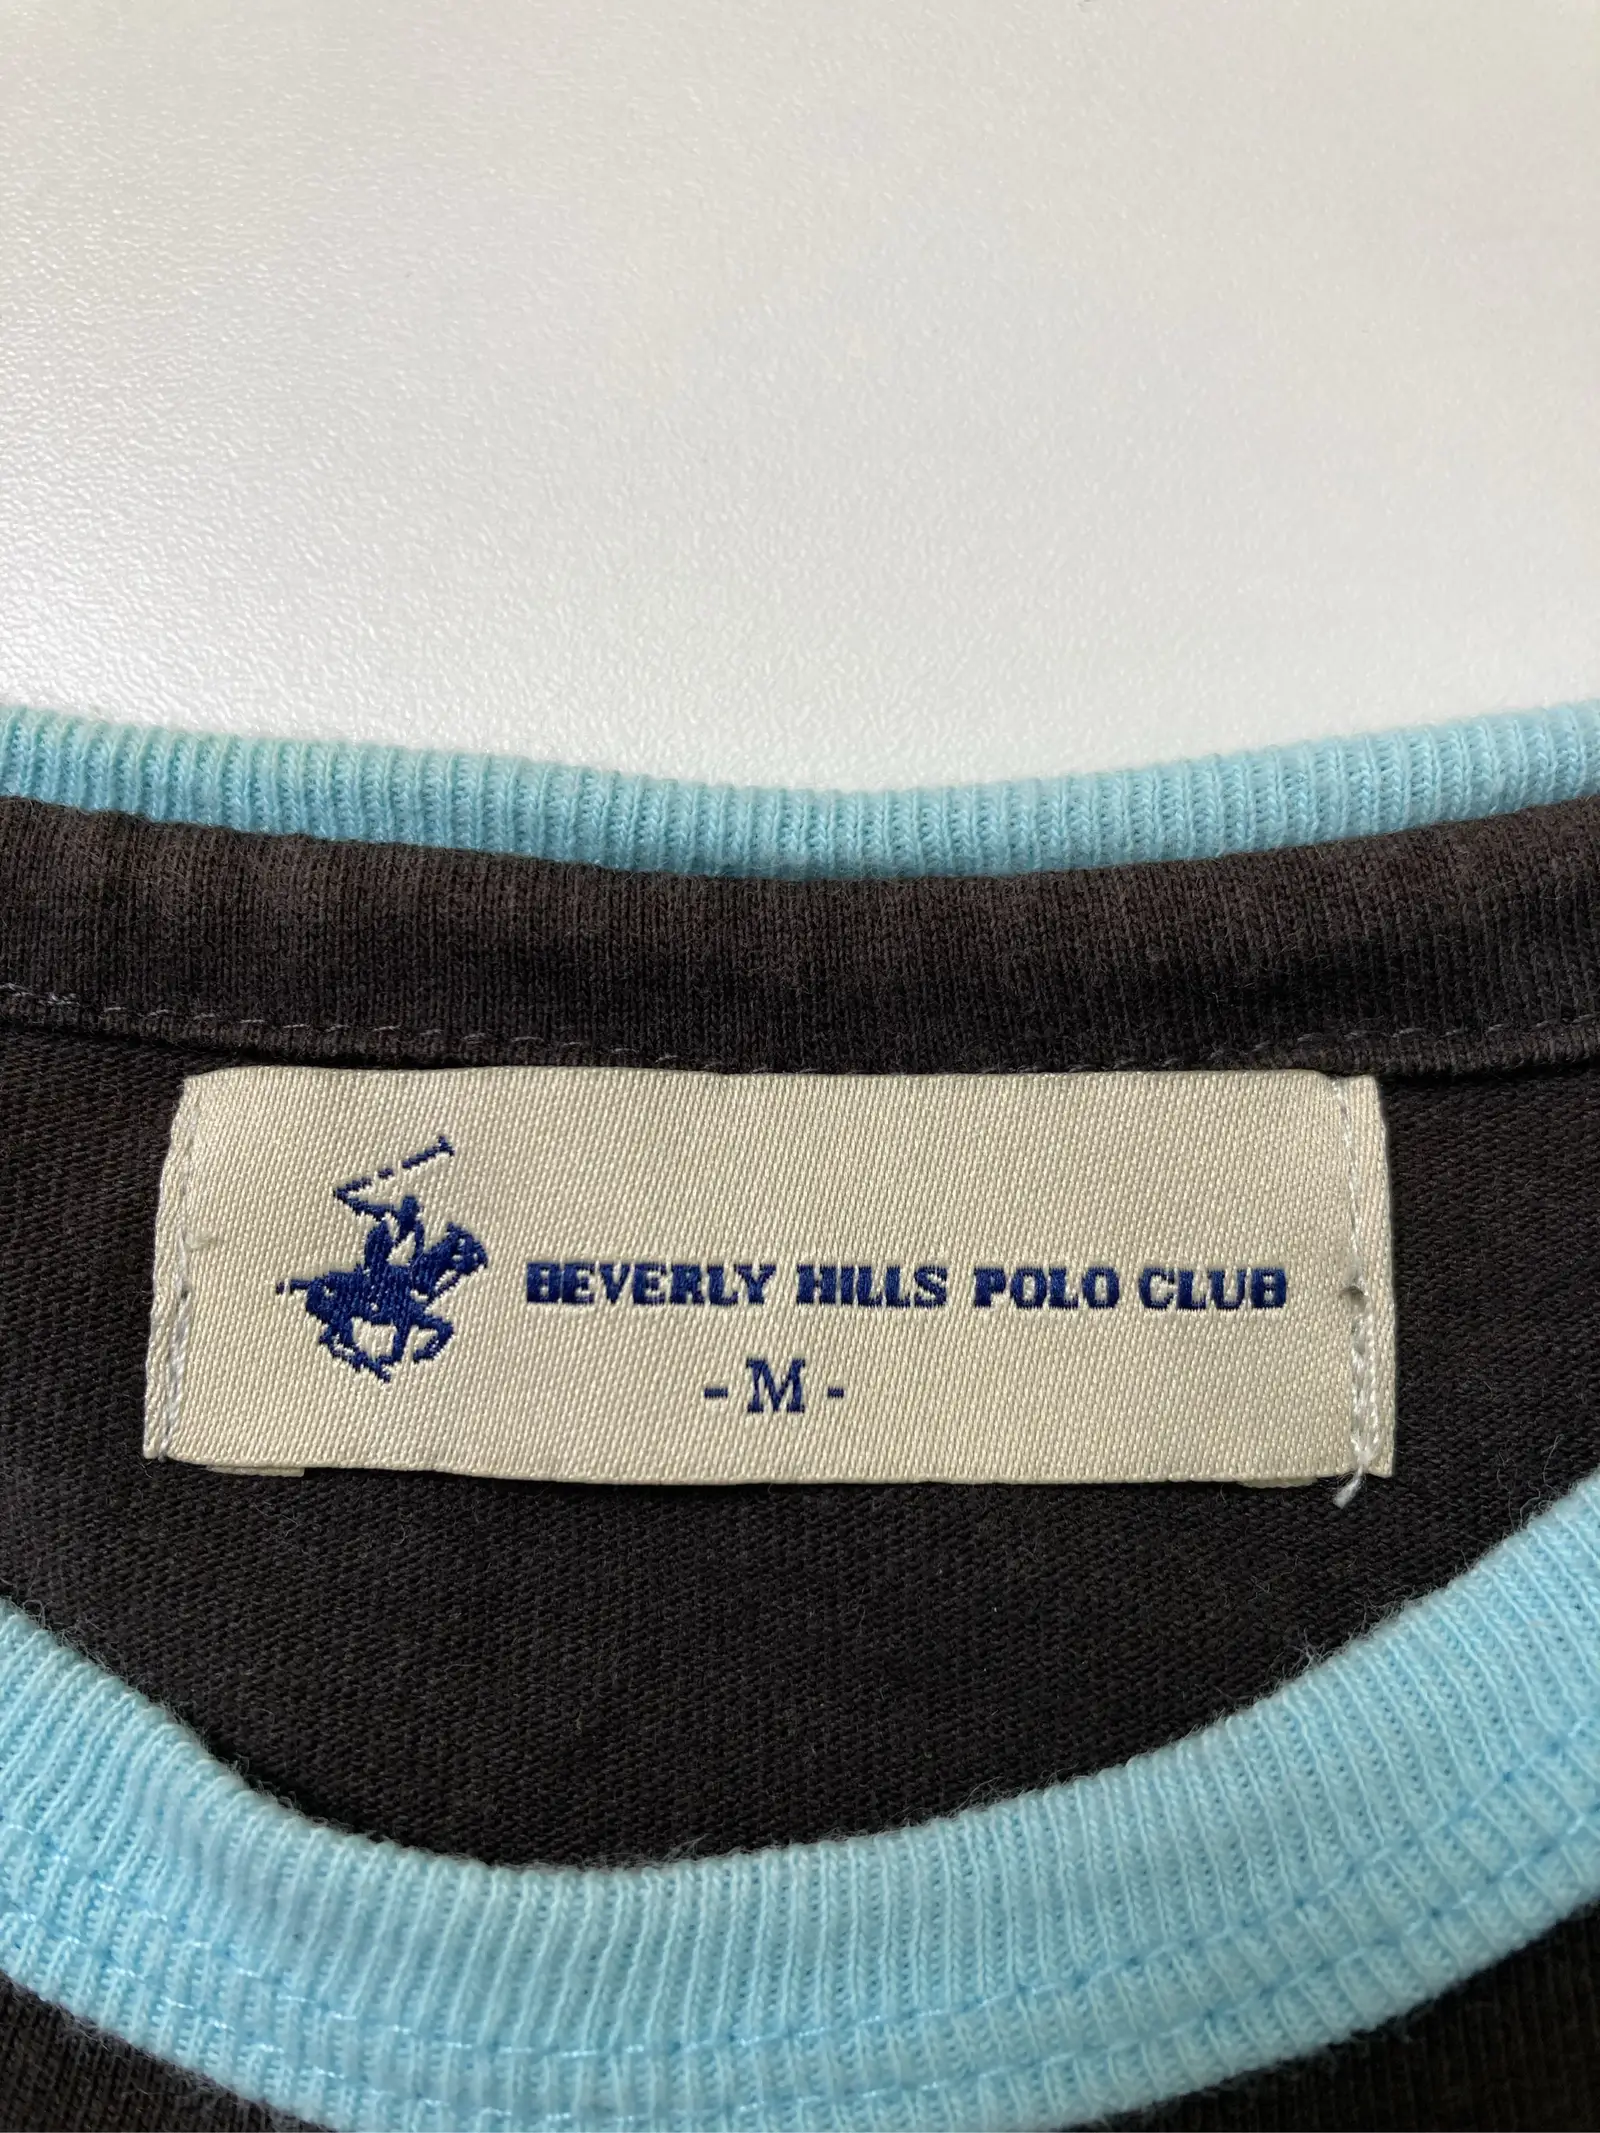 BEVERLY HILLS POLO CLUB
- M -